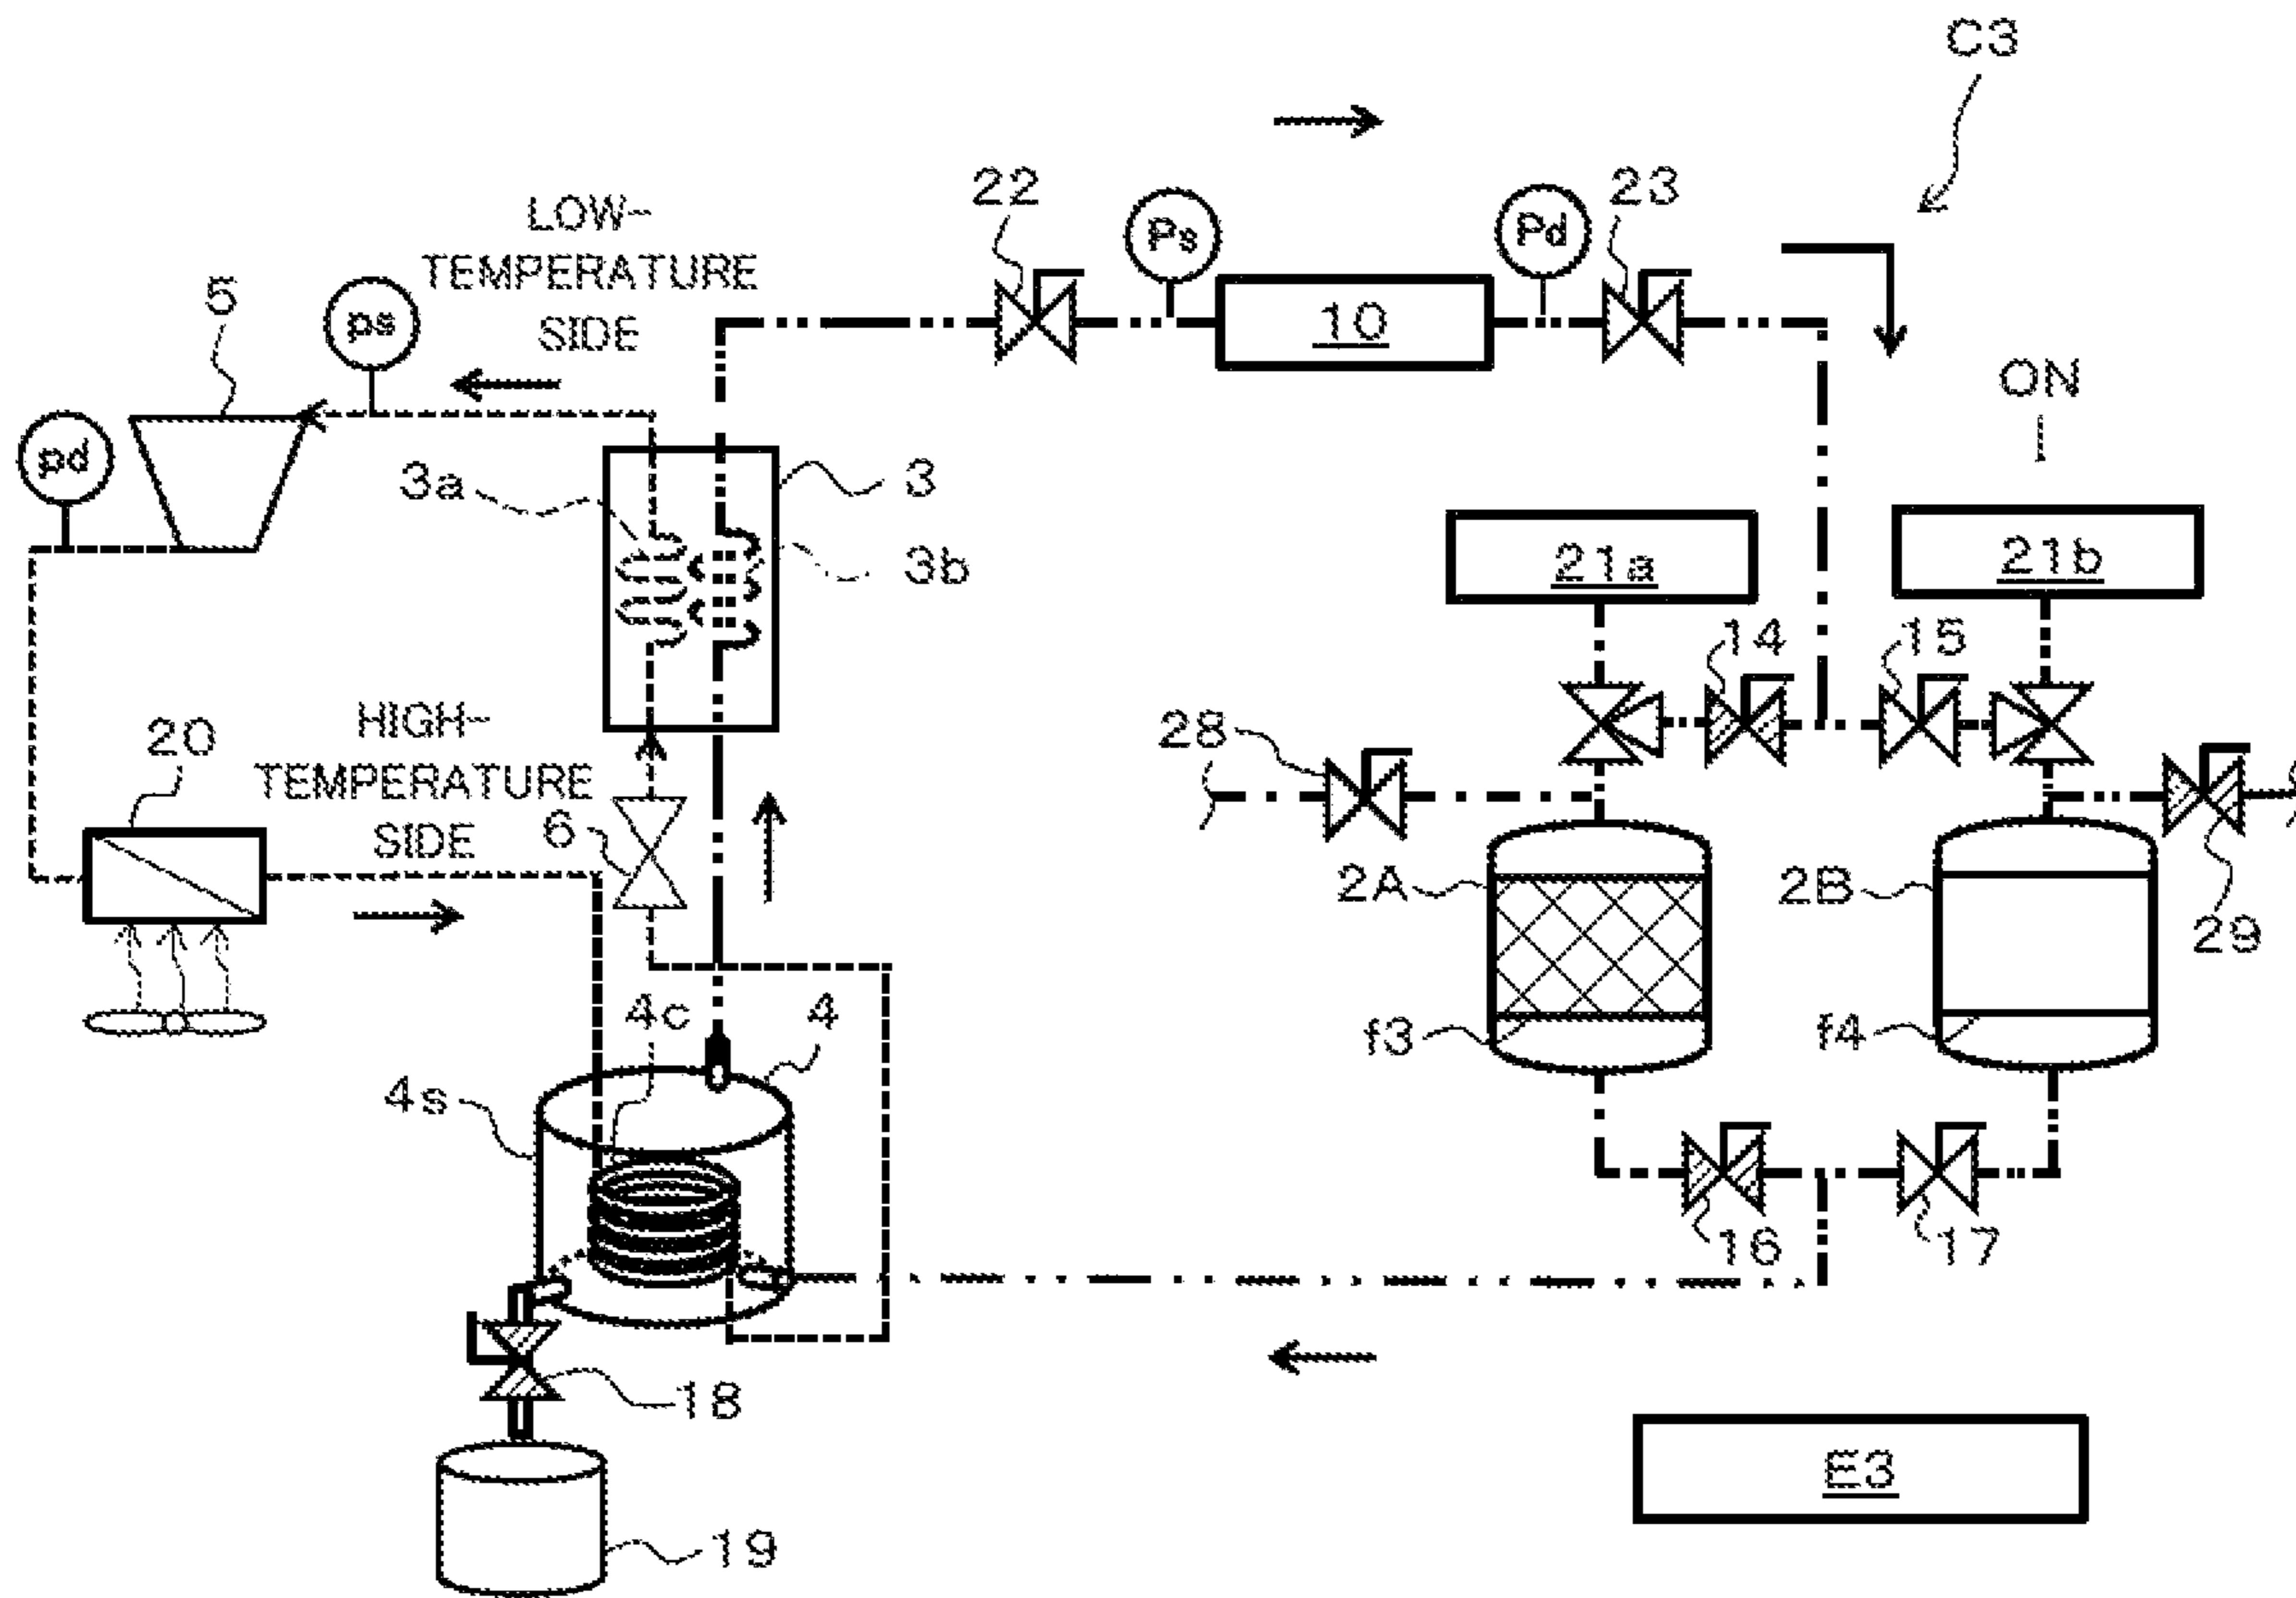 C3
22
Ps
Pd
23
LOW-
TEMPERATURE
SIDE
5
ps
10
ON
pd
3a
3
3b
21a
21b
14
15
20
HIGH-
TEMPERATURE
SIDE
6
28
2A
2B
29
4c
4
f3
f4
4s
16
17
18
E3
19